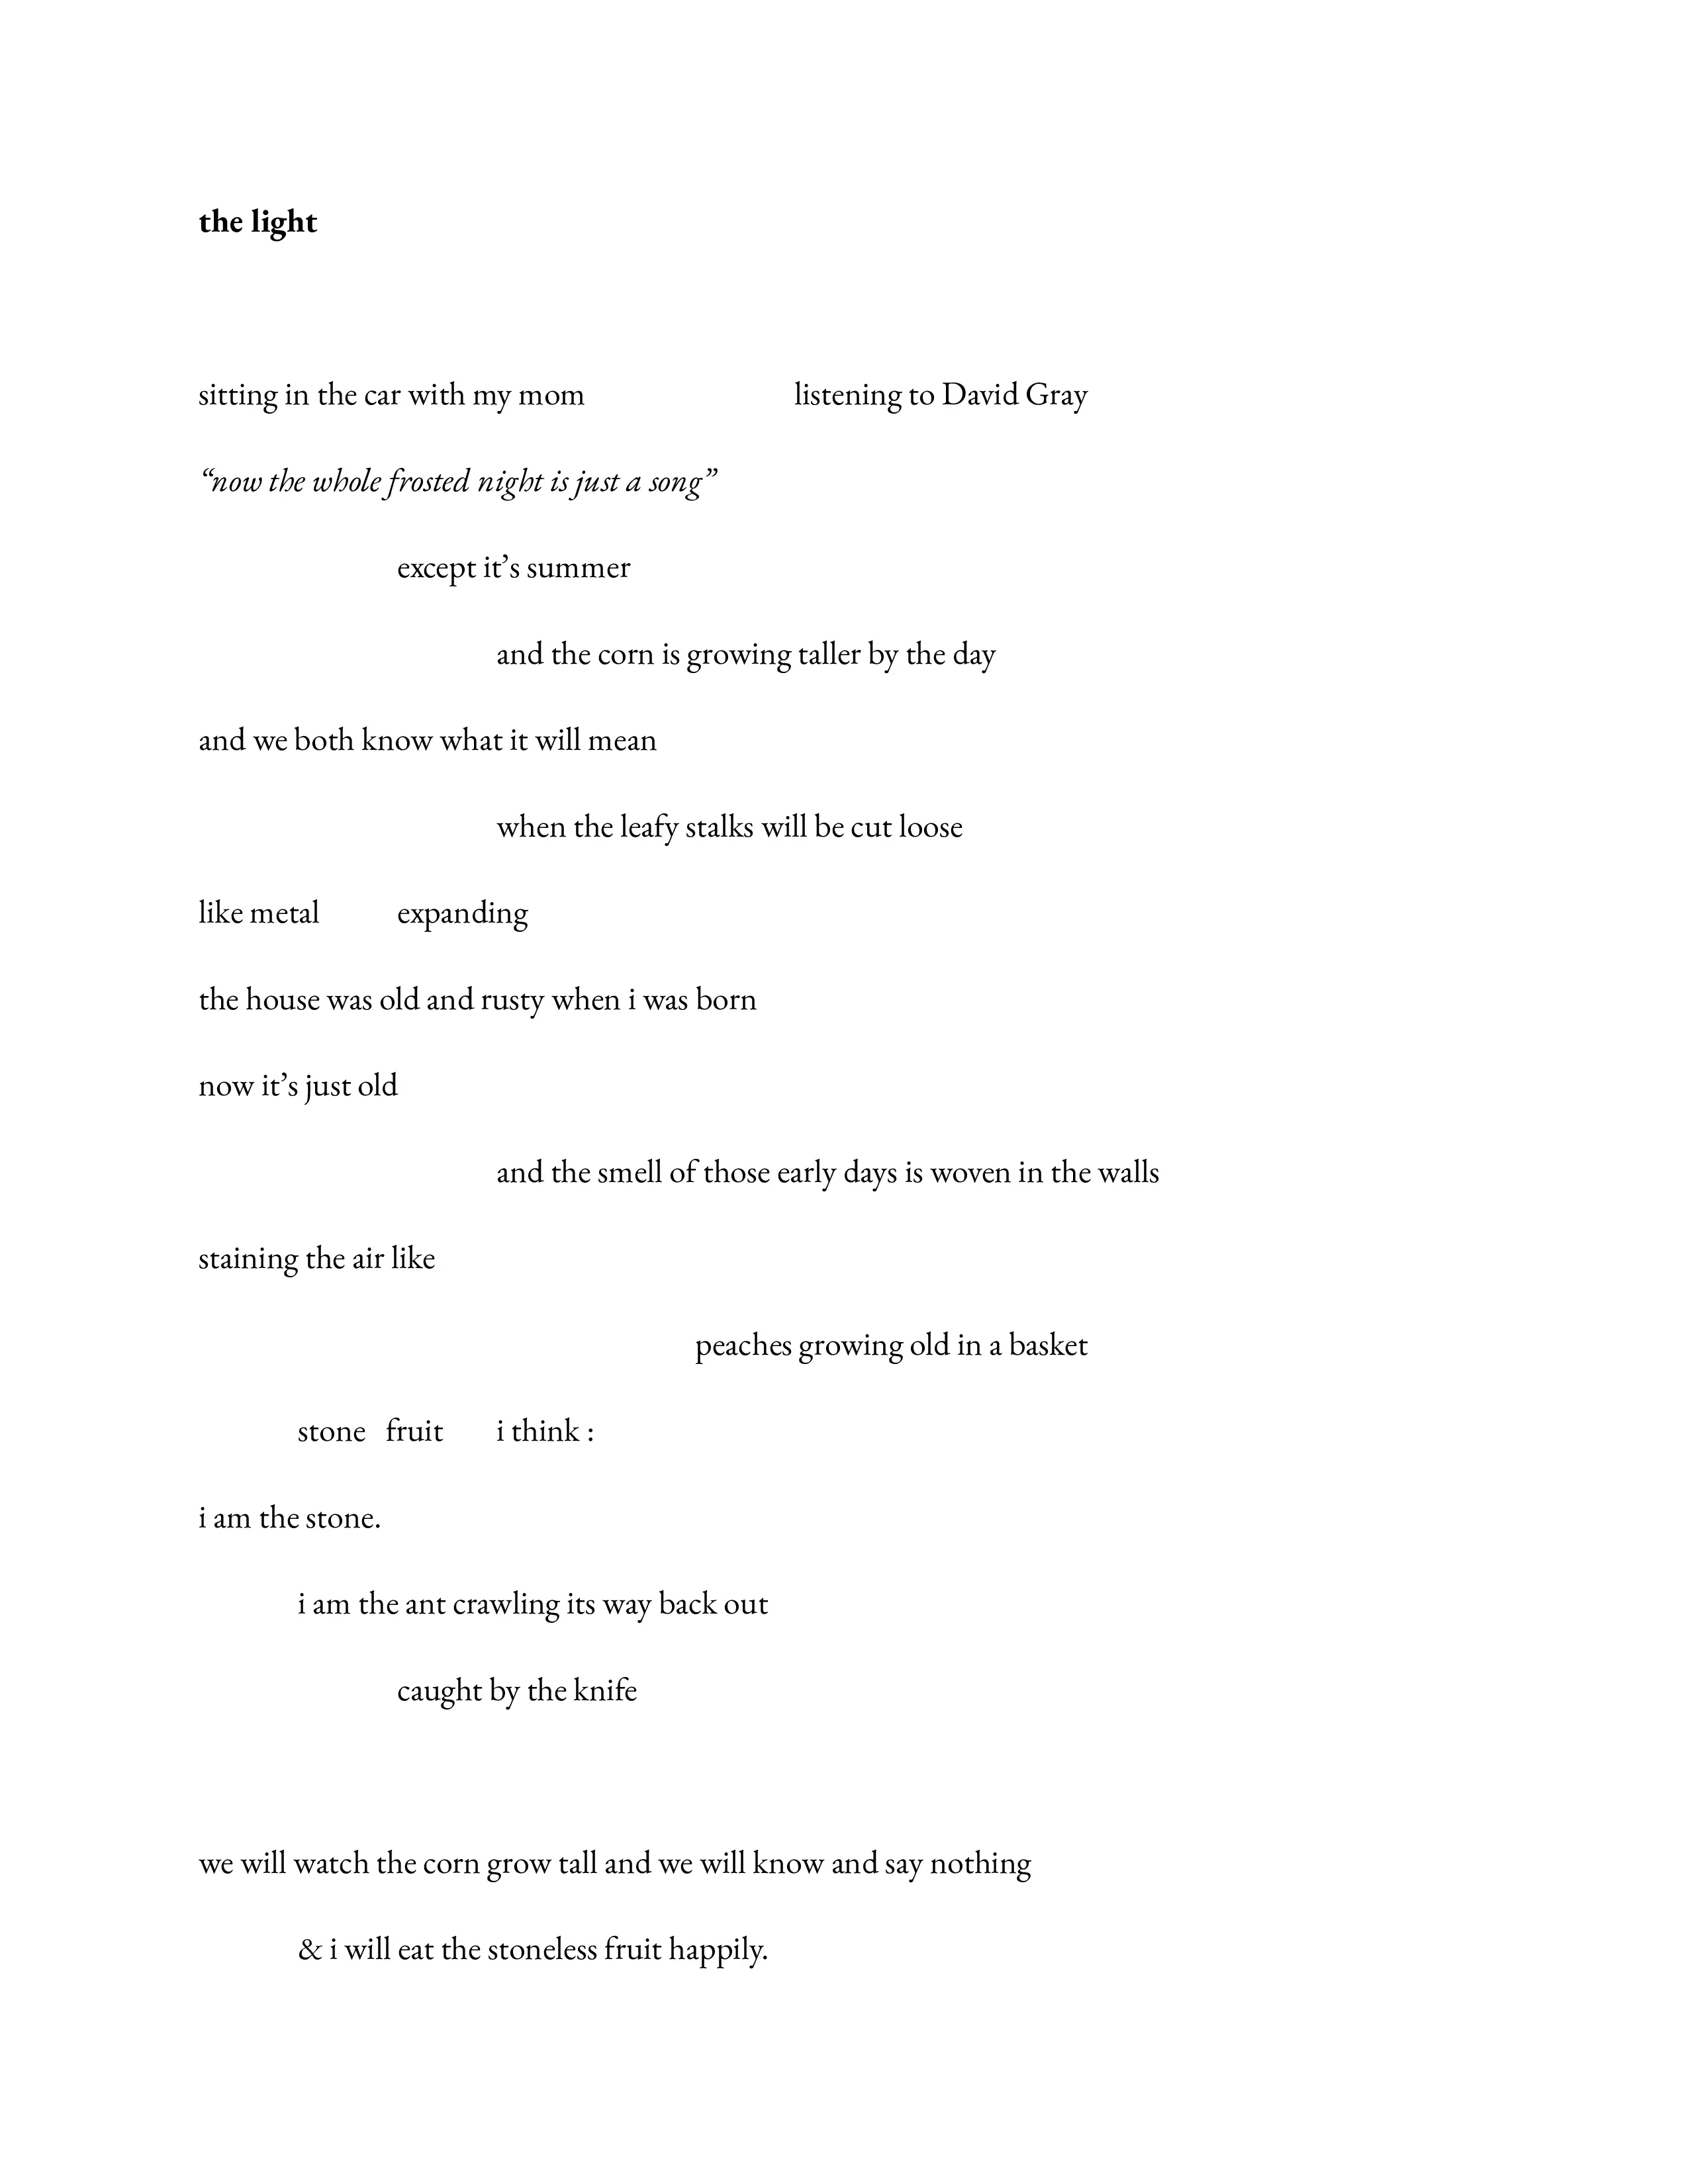 the light
sitting in the car with my mom listening to David Gray
“now the whole frosted night is just a song”
except it’s summer
and the corn is growing taller by the day
and we both know what it will mean
when the leafy stalks will be cut loose
like metal expanding
the house was old and rusty when i was born
now it’s just old
and the smell of those early days is woven in the walls
staining the air like
peaches growing old in a basket
stone fruit i think :
i am the stone.
i am the ant crawling its way back out
caught by the knife
we will watch the corn grow tall and we will know and say nothing
& i will eat the stoneless fruit happily.